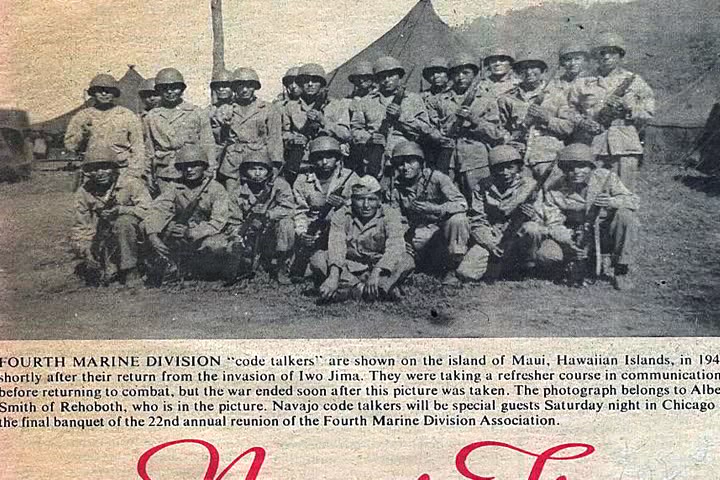 FOURTH MARINE DIVISION "code talkers" are shown on the island of Maui, Hawaiian Islands, in 194
shortly after their return from the invasion of Iwo Jima. They were taking a refresher course in communication
before returning to combat, but the war ended soon after this picture was taken. The photograph belongs to Albe
Smith of Rehoboth, who is in the picture. Navajo code talkers will be special guests Saturday night in Chicago
the final banquet of the 22nd annual reunion of the Fourth Marine Division Association.